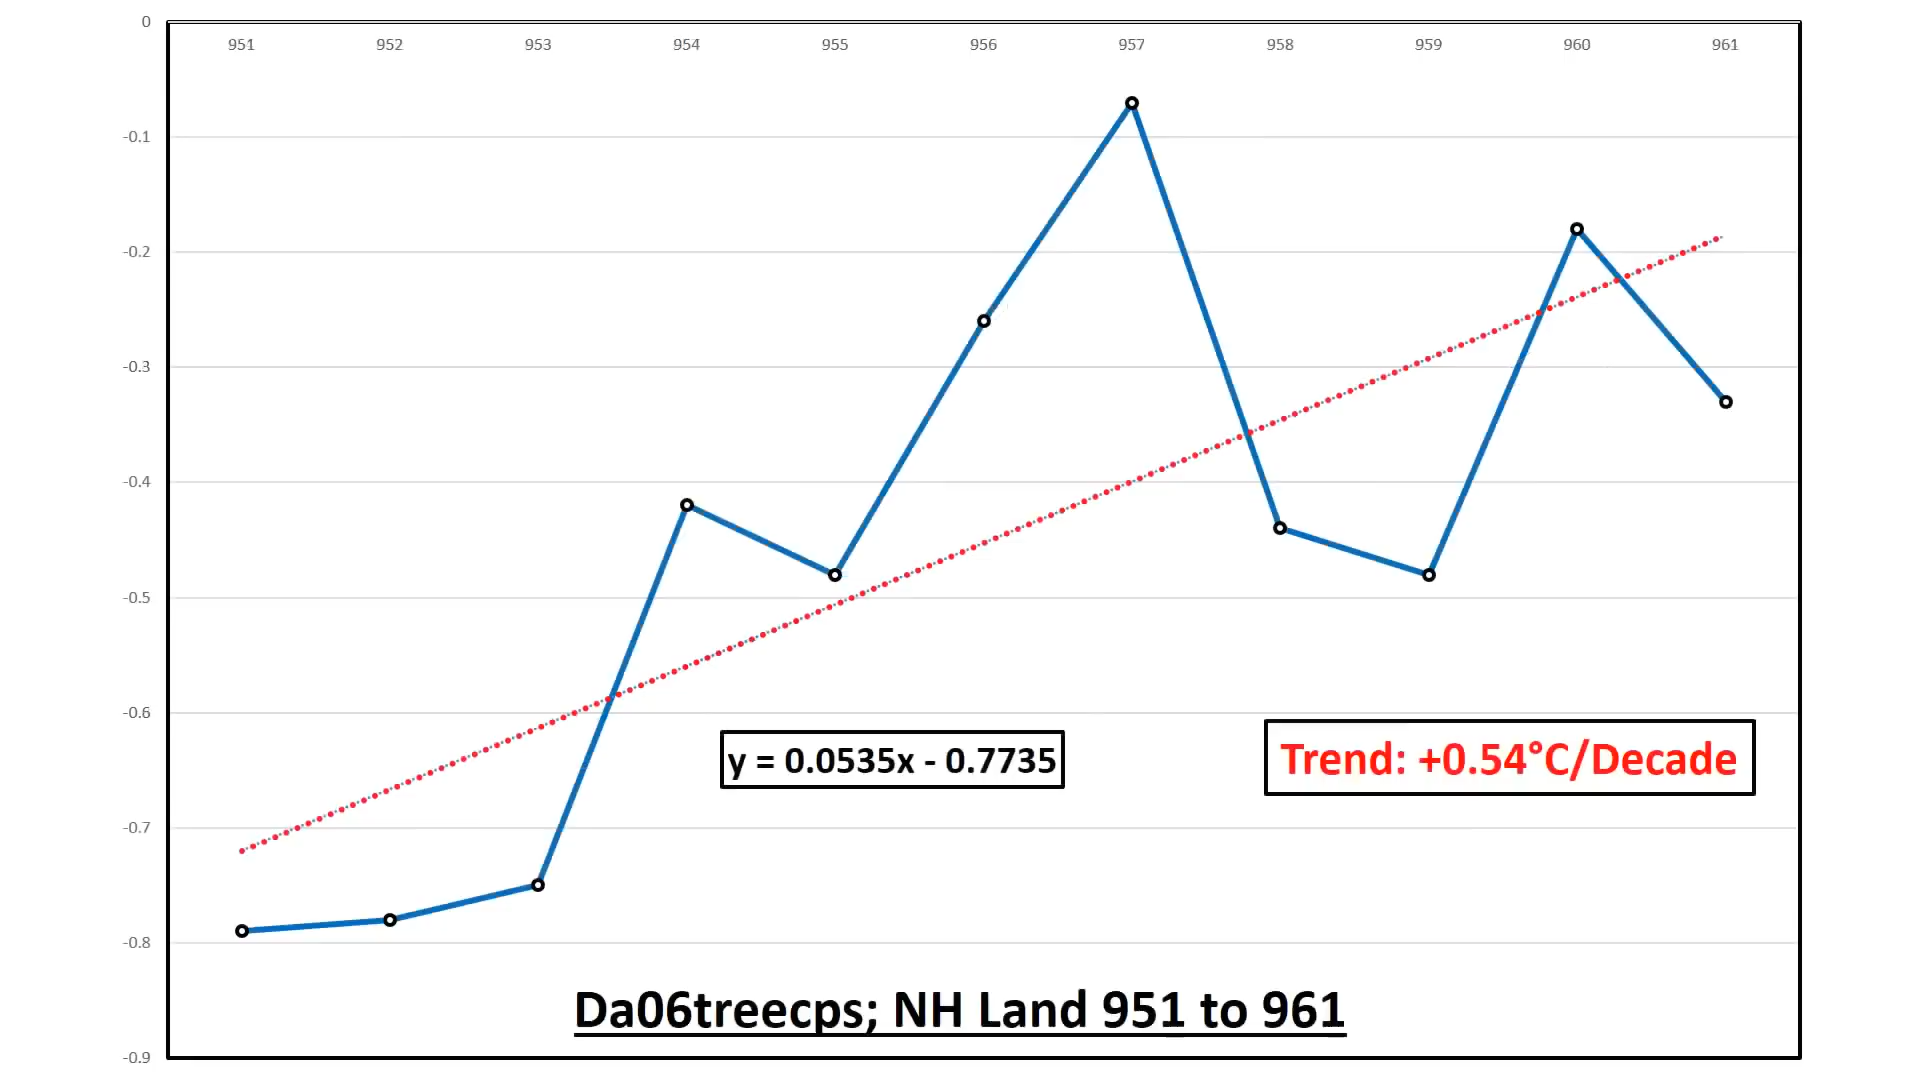 0
951 952 953 954 955 956 957 958 959 960 961
-0.1
-0.2
-0.3
-0.4
-0.5
-0.6
y = 0.0535x - 0.7735
Trend: +0.54°C/Decade
-0.7
-0.8
Da06treecps; NH Land 951 to 961
-0.9